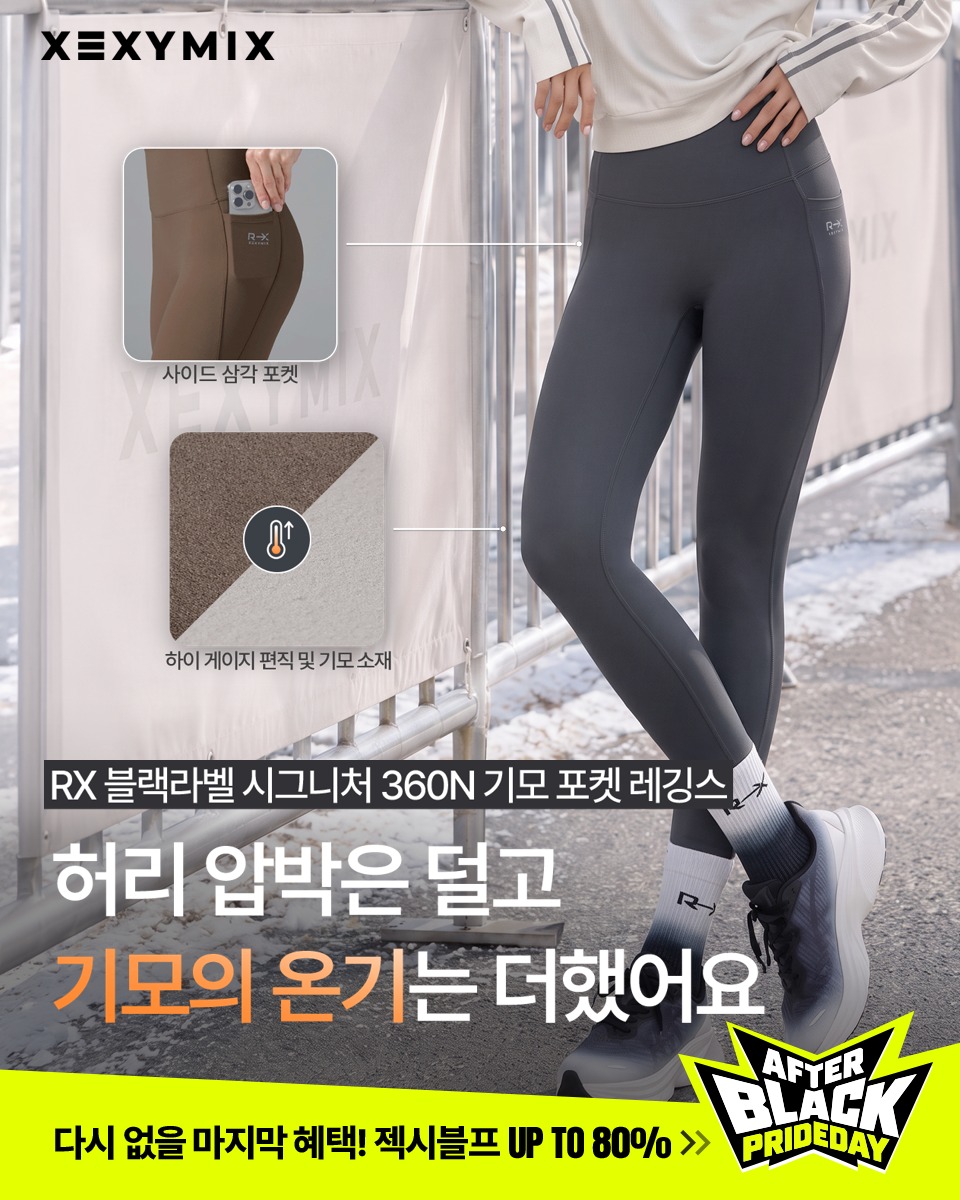 XEXYMIX
R-X
XEXYMIX
사이드 삼각 포켓
XEXYMIX
하이 게이지 편직 및 기모 소재
RX 블랙라벨 시그니처 360N 기모 포켓 레깅스
R-X
R-X
허리 압박은 덜고
기모의 온기는 더했어요
AFTER
BLACK
PRIDEDAY
다시 없을 마지막 혜택! 젝시블프 UP TO 80% >>